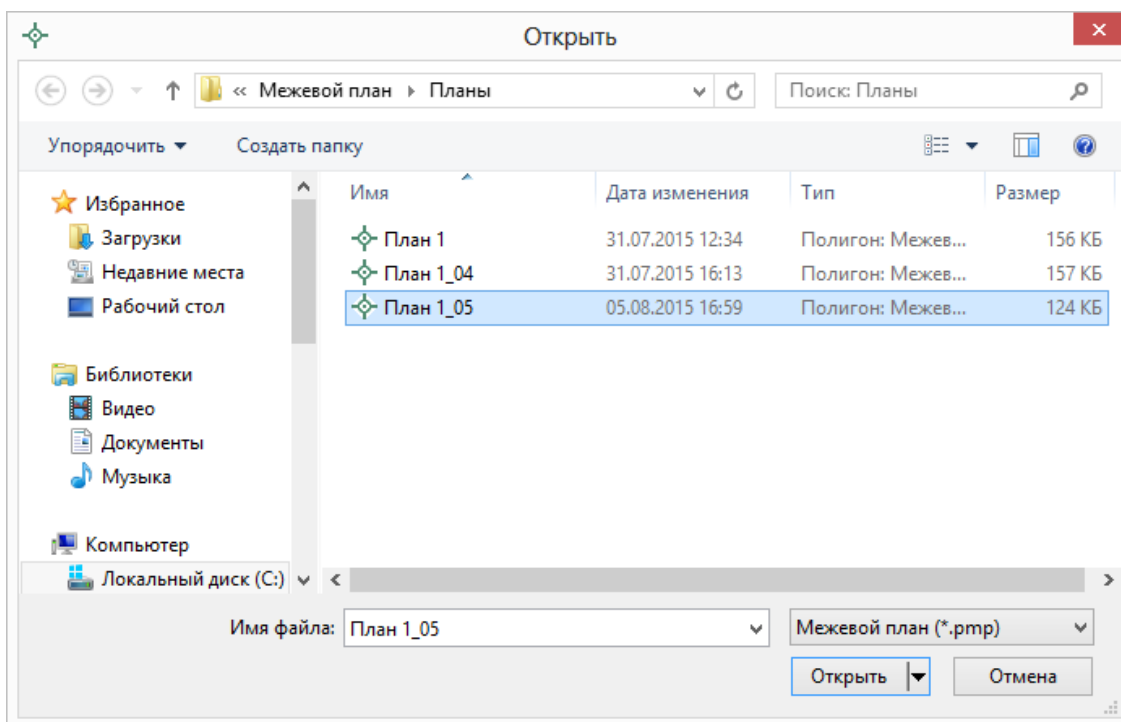 Открыть
« Межевой план Планы
Поиск: Планы
Упорядочить Создать папку
Имя Дата изменения Тип Размер
План 1 31.07.2015 12:34 Полигон: Межев... 156 КБ
План 1_04 31.07.2015 16:13 Полигон: Межев... 157 КБ
План 1_05 05.08.2015 16:59 Полигон: Межев... 124 КБ
Избранное
Загрузки
Недавние места
Рабочий стол
Библиотеки
Видео
Документы
Музыка
Компьютер
Локальный диск (C:)
Имя файла: План 1_05 Межевой план (*.pmp)
Открыть Отмена